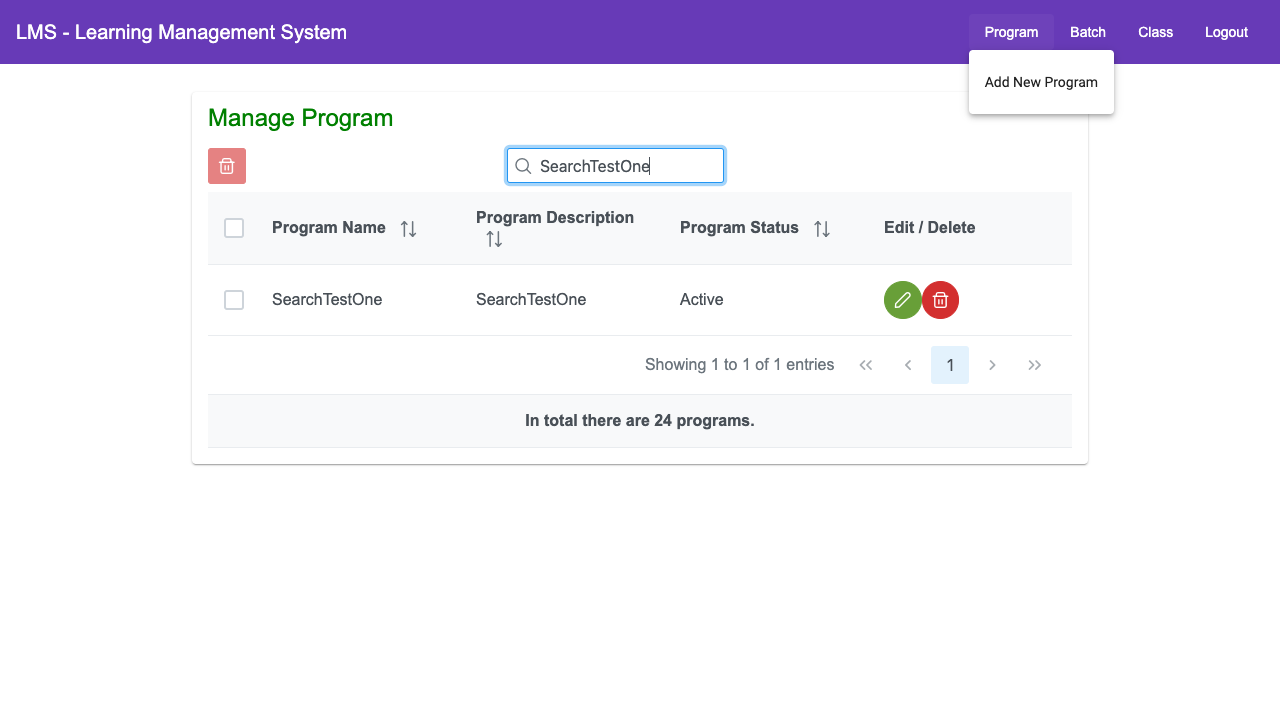 LMS - Learning Management System
Program Batch Class Logout
Add New Program
Manage Program
SearchTestOne
Program Name Program Description Program Status Edit / Delete
SearchTestOne SearchTestOne Active
Showing 1 to 1 of 1 entries 1
In total there are 24 programs.